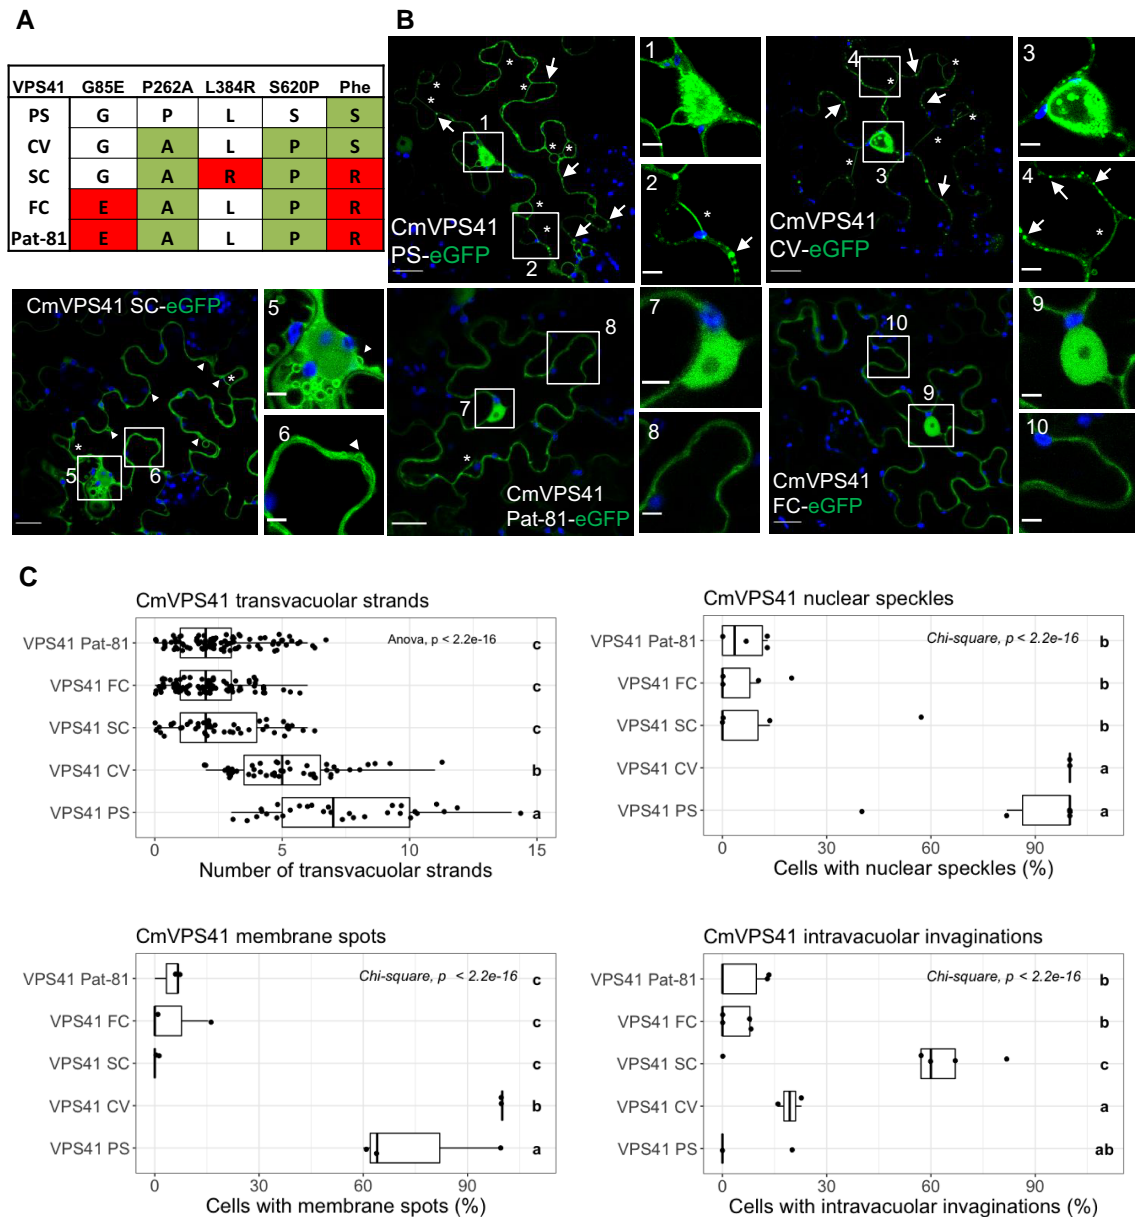 A
B
VPS41 G85E P262A L384R S620P Phe
PS G P L S S
CV G A L P S
SC G A R P R
FC E A L P R
Pat-81 E A L P R
1
2
CmVPS41
PS-eGFP
1
2
4
3
CmVPS41
CV-eGFP
3
4
CmVPS41 SC-eGFP
5
6
5
6
8
7
CmVPS41
Pat-81-eGFP
7
8
10
9
CmVPS41
FC-eGFP
9
10
C
CmVPS41 transvacuolar strands
VPS41 Pat-81
VPS41 FC
VPS41 SC
VPS41 CV
VPS41 PS
Anova, p < 2.2e-16
c
c
c
b
a
0 5 10 15
Number of transvacuolar strands
CmVPS41 nuclear speckles
VPS41 Pat-81
VPS41 FC
VPS41 SC
VPS41 CV
VPS41 PS
Chi-square, p < 2.2e-16
b
b
b
a
a
0 30 60 90
Cells with nuclear speckles (%)
CmVPS41 membrane spots
VPS41 Pat-81
VPS41 FC
VPS41 SC
VPS41 CV
VPS41 PS
Chi-square, p < 2.2e-16
c
c
c
b
a
0 30 60 90
Cells with membrane spots (%)
CmVPS41 intravacuolar invaginations
VPS41 Pat-81
VPS41 FC
VPS41 SC
VPS41 CV
VPS41 PS
Chi-square, p < 2.2e-16
b
b
c
a
ab
0 30 60 90
Cells with intravacuolar invaginations (%)